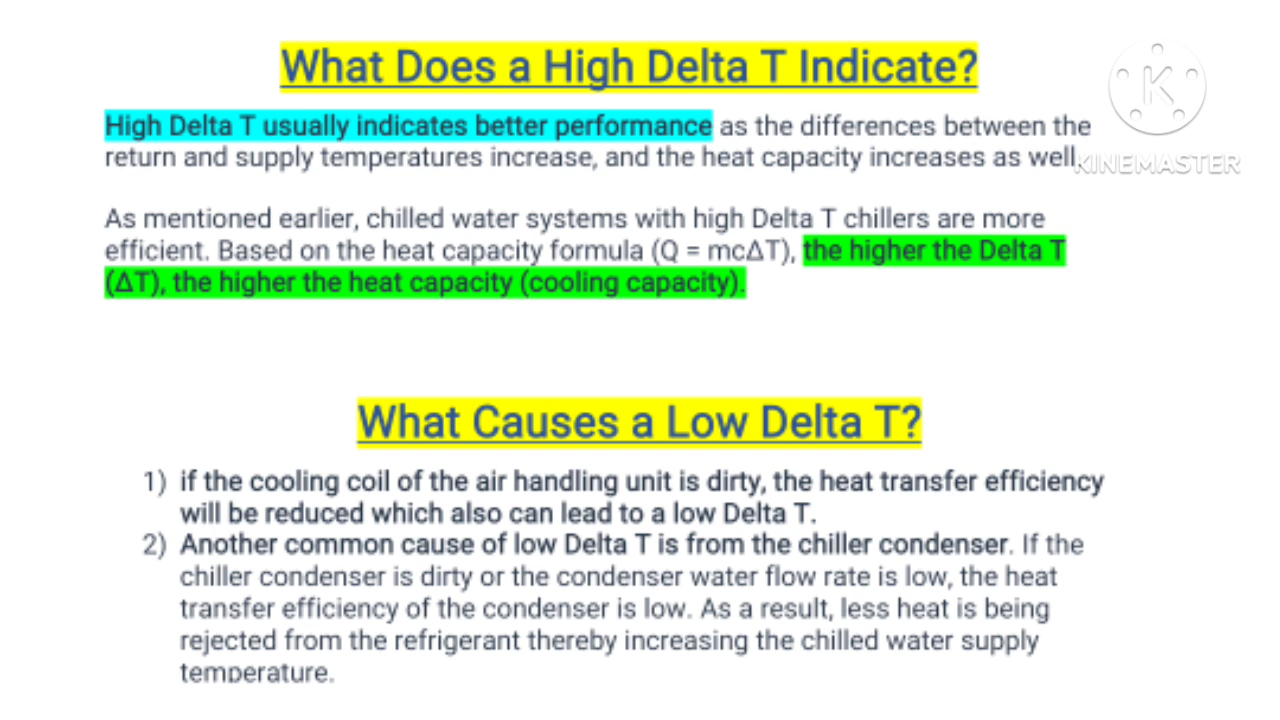 What Does a High Delta T Indicate?
High Delta T usually indicates better performance as the differences between the
return and supply temperatures increase, and the heat capacity increases as well.
KINEMASTER
As mentioned earlier, chilled water systems with high Delta T chillers are more
efficient. Based on the heat capacity formula (Q = mcΔT), the higher the Delta T
(ΔT), the higher the heat capacity (cooling capacity).
What Causes a Low Delta T?
1) if the cooling coil of the air handling unit is dirty, the heat transfer efficiency
will be reduced which also can lead to a low Delta T.
2) Another common cause of low Delta T is from the chiller condenser. If the
chiller condenser is dirty or the condenser water flow rate is low, the heat
transfer efficiency of the condenser is low. As a result, less heat is being
rejected from the refrigerant thereby increasing the chilled water supply
temperature.